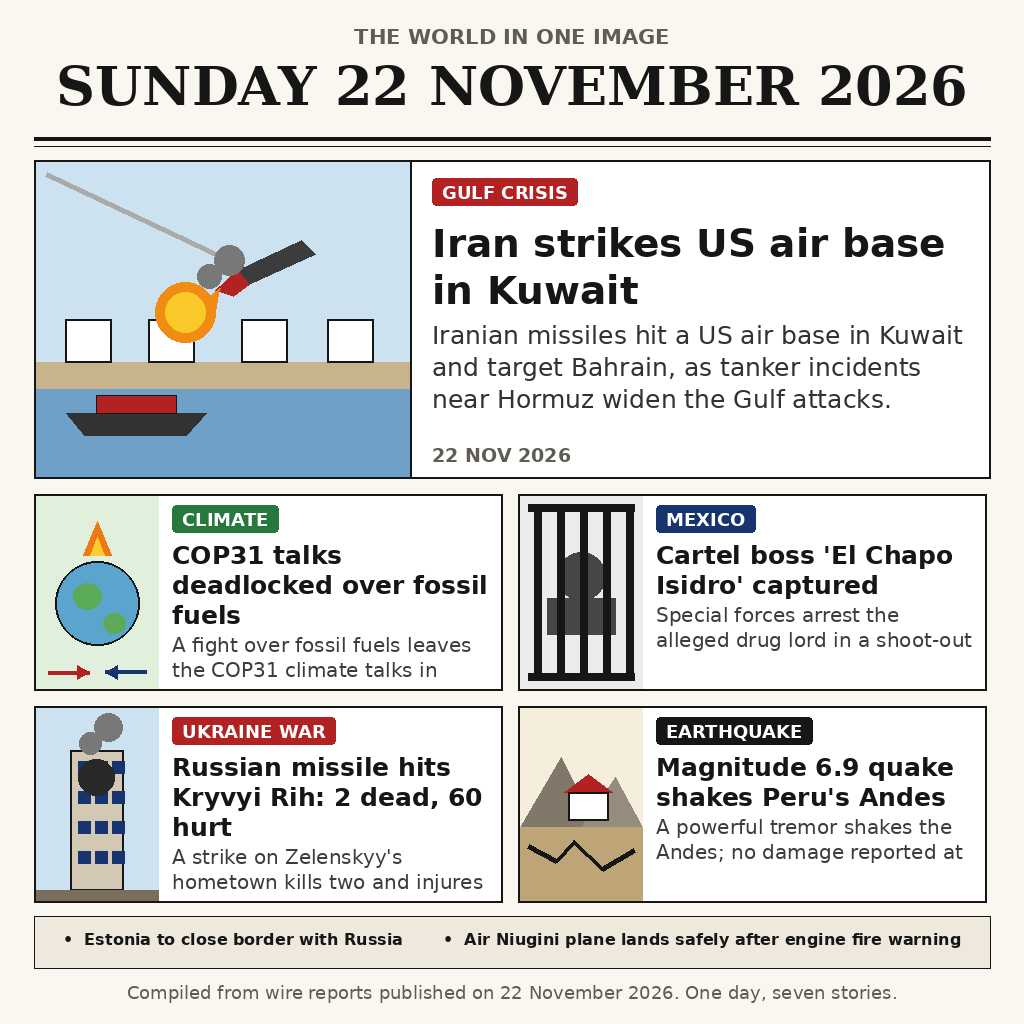 THE WORLD IN ONE IMAGE
SUNDAY 22 NOVEMBER 2026
GULF CRISIS
Iran strikes US air base
in Kuwait
Iranian missiles hit a US air base in Kuwait
and target Bahrain, as tanker incidents
near Hormuz widen the Gulf attacks.
22 NOV 2026
CLIMATE
COP31 talks
deadlocked over fossil
fuels
A fight over fossil fuels leaves
the COP31 climate talks in
MEXICO
Cartel boss 'El Chapo
Isidro' captured
Special forces arrest the
alleged drug lord in a shoot-out
UKRAINE WAR
Russian missile hits
Kryvyi Rih: 2 dead, 60
hurt
A strike on Zelenskyy's
hometown kills two and injures
EARTHQUAKE
Magnitude 6.9 quake
shakes Peru's Andes
A powerful tremor shakes the
Andes; no damage reported at
• Estonia to close border with Russia
• Air Niugini plane lands safely after engine fire warning
Compiled from wire reports published on 22 November 2026. One day, seven stories.